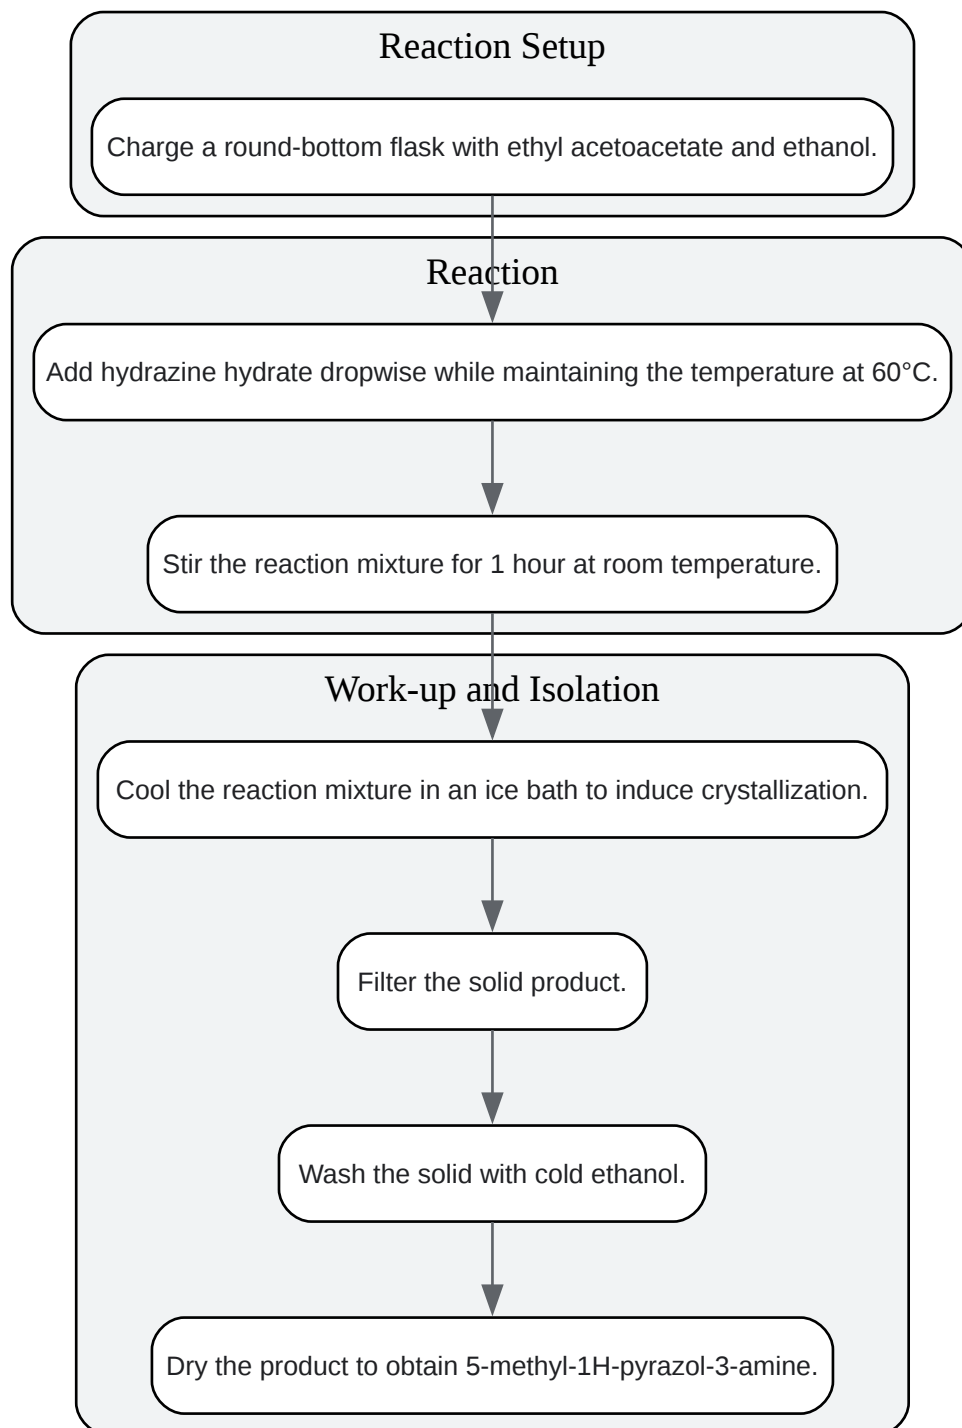 Reaction Setup
Charge a round-bottom flask with ethyl acetoacetate and ethanol.
Reaction
Add hydrazine hydrate dropwise while maintaining the temperature at 60°C.
Stir the reaction mixture for 1 hour at room temperature.
Work-up and Isolation
Cool the reaction mixture in an ice bath to induce crystallization.
Filter the solid product.
Wash the solid with cold ethanol.
Dry the product to obtain 5-methyl-1H-pyrazol-3-amine.